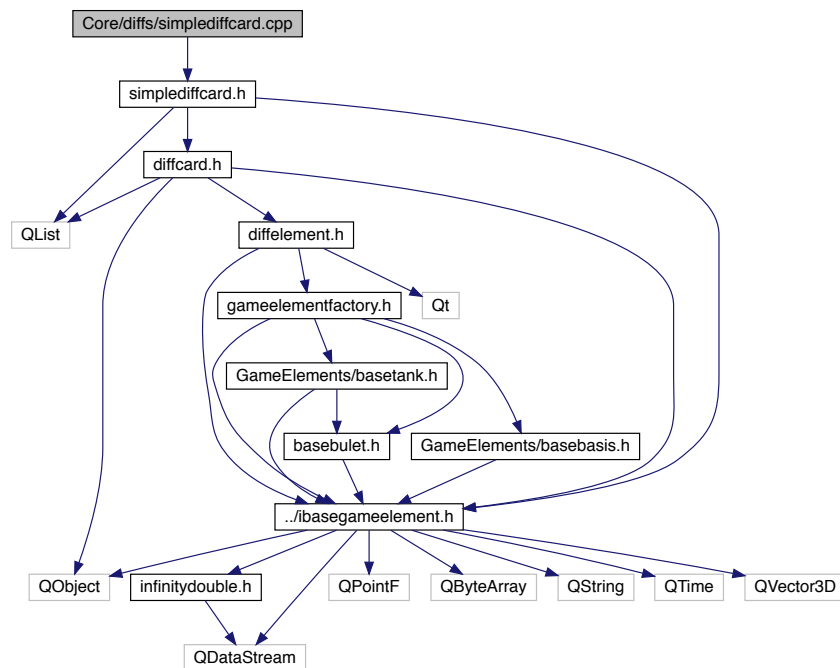 Core/diffs/simplediffcard.cpp
simplediffcard.h
diffcard.h
QList
diffelement.h
gameelementfactory.h
Qt
GameElements/basetank.h
basebulet.h
GameElements/basebasis.h
../ibasegameelement.h
QObject
infinitydouble.h
QPointF
QByteArray
QString
QTime
QVector3D
QDataStream